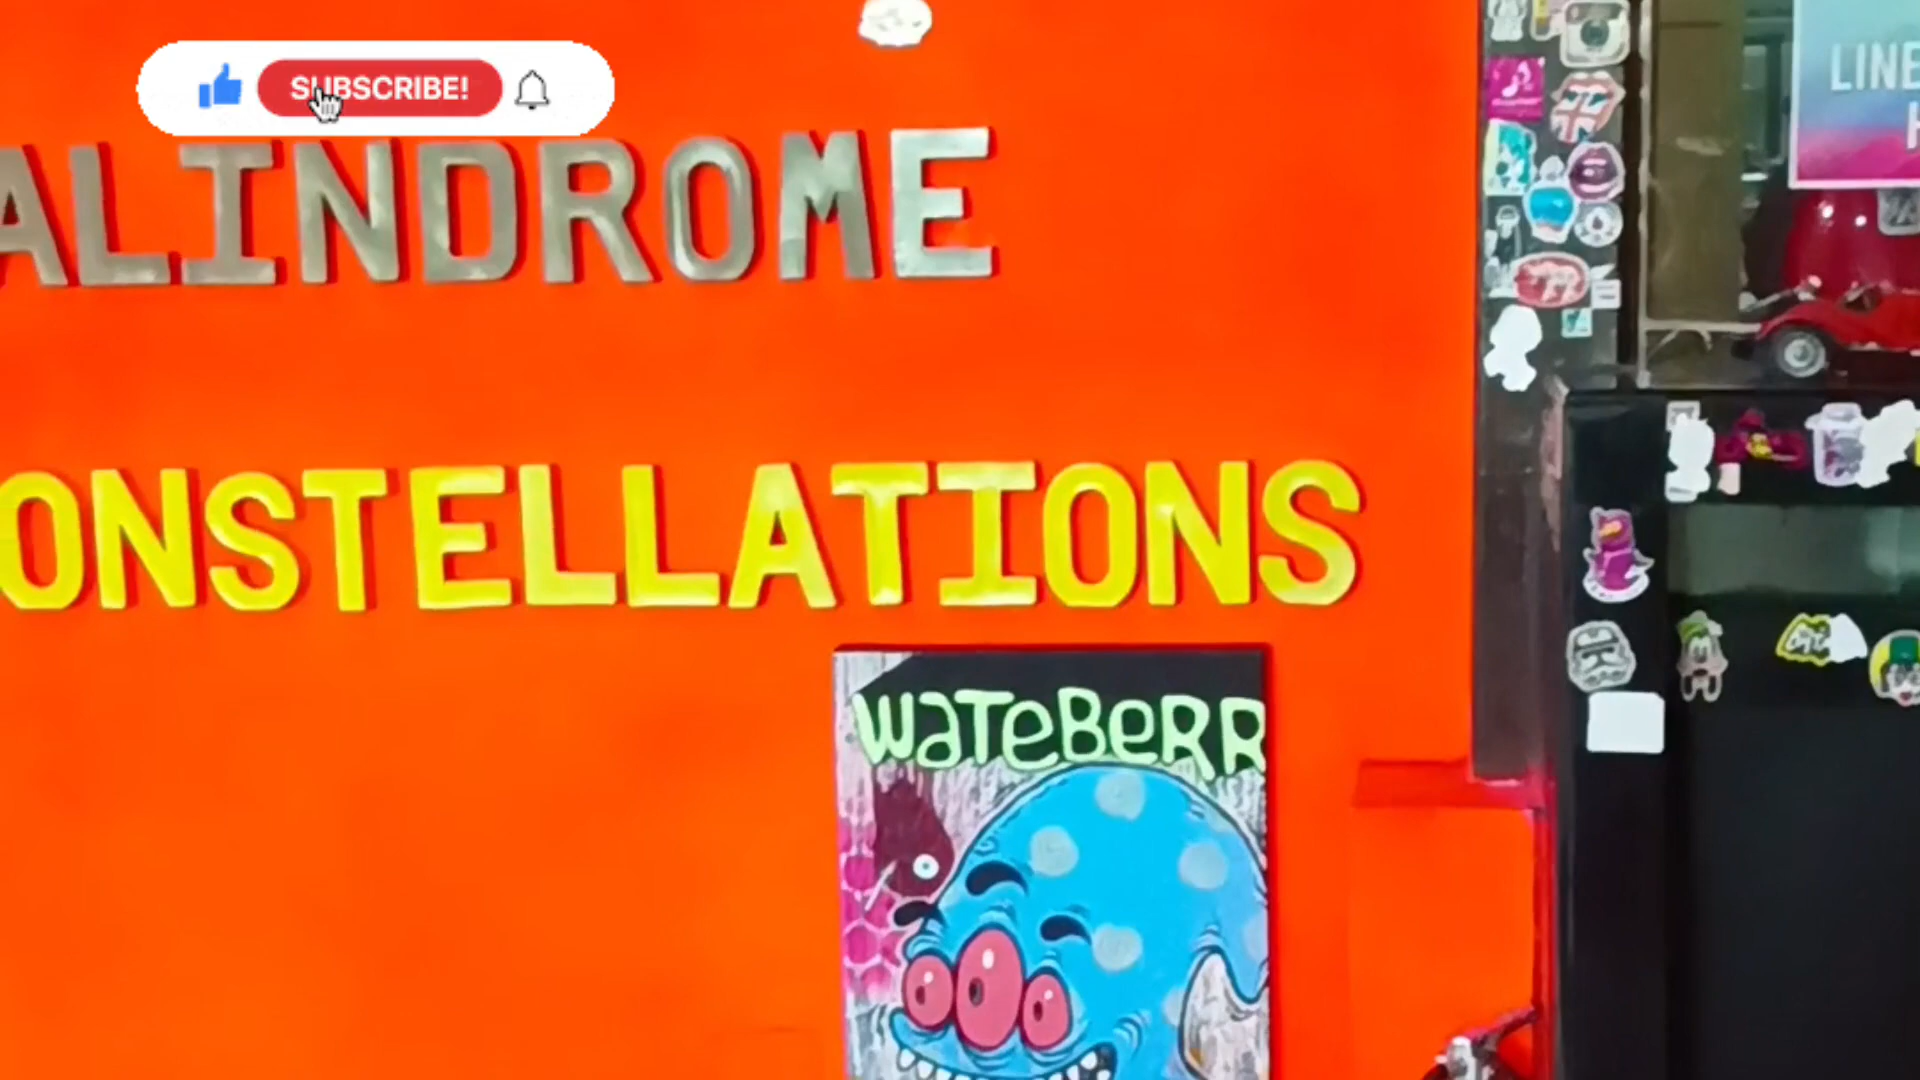 SUBSCRIBE!
ALINDROME
ONSTELLATIONS
LINE
H
WATEBERR